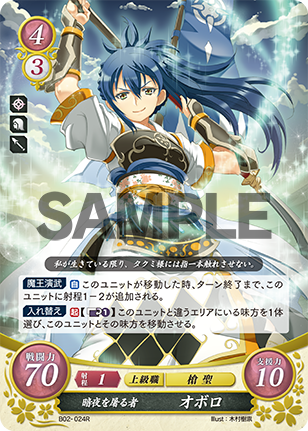 4
3
SAMPLE
私が生きている限り、タクミ様には指一本触れさせない。
魔王演武 自 このユニットが移動した時、ターン終了まで、このユニットに射程1-2が追加される。
入れ替え 起 【1】このユニットと違うエリアにいる味方を1体選び、このユニットとその味方を移動させる。
戦闘力
70
射程
1
上級職
槍聖
支援力
10
暗夜を屠る者 オボロ
B02-024R
Illust:木村樹崇